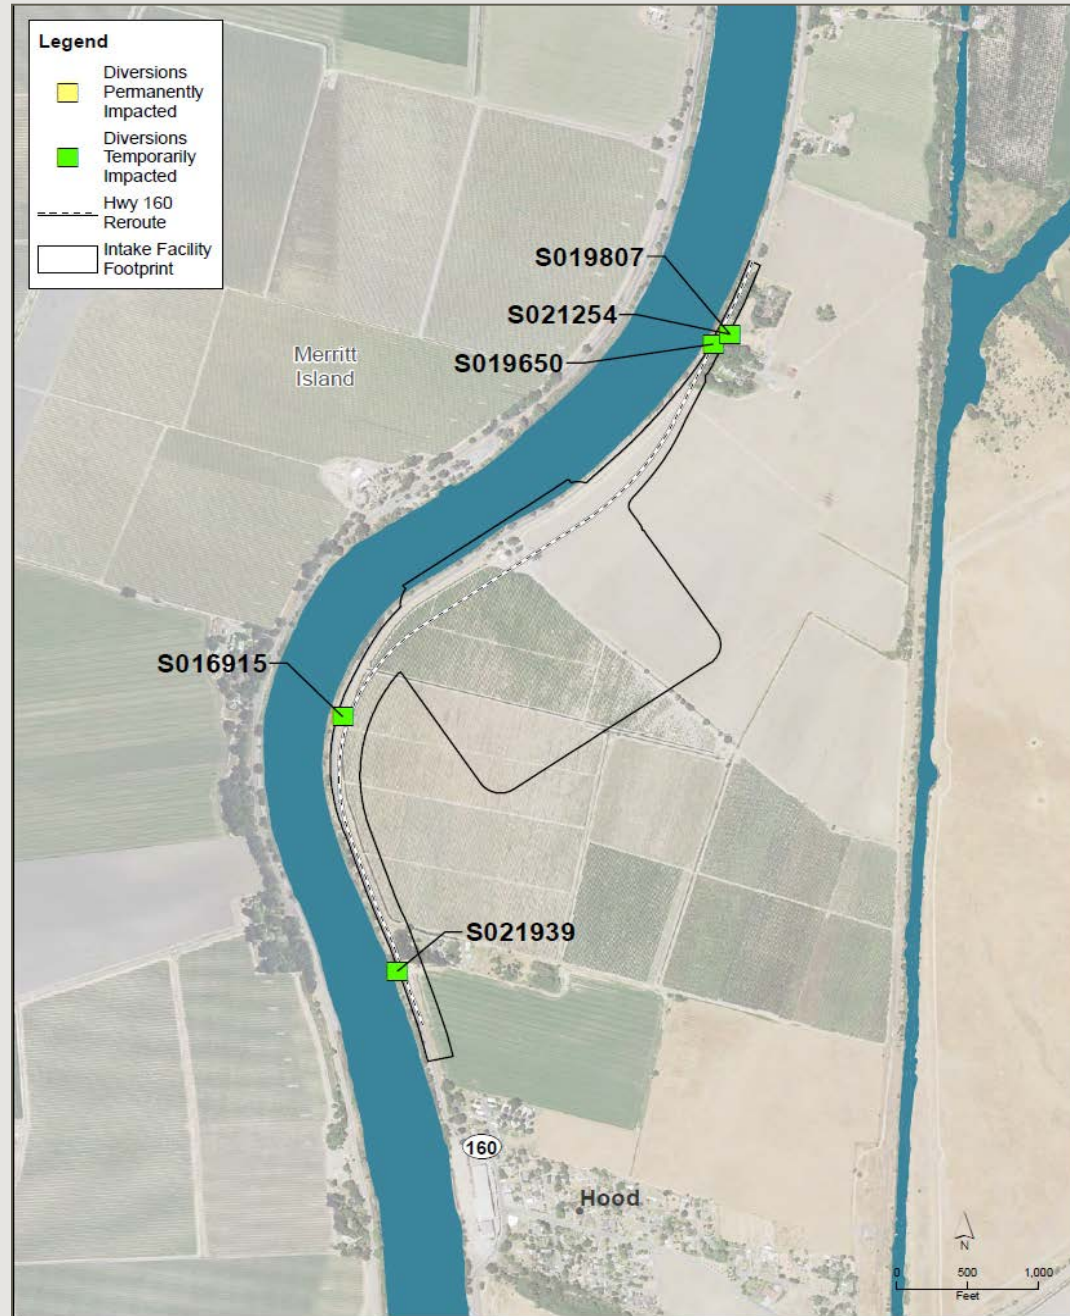 Legend
Diversions
Permanently
Impacted
Diversions
Temporarily
Impacted
Hwy 160
Reroute
Intake Facility
Footprint
S019807
S021254
S019650
Merritt
Island
S016915
S021939
160
Hood
N
0 500 1,000
Feet